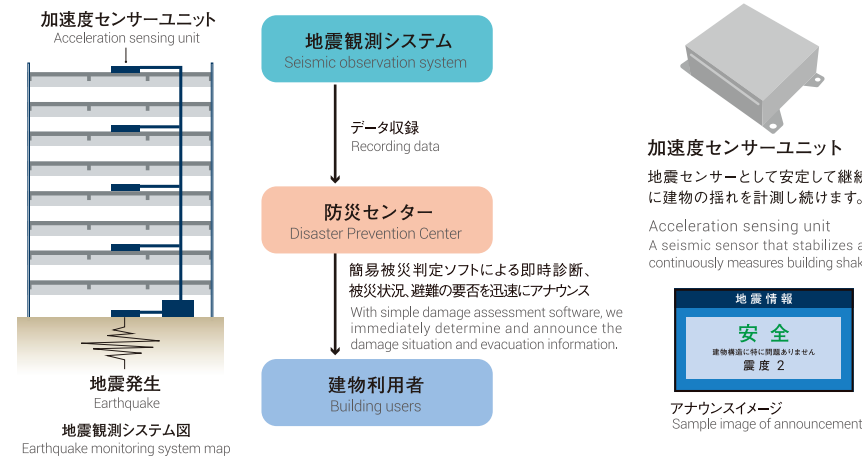 加速度センサーユニット
Acceleration sensing unit
地震発生
Earthquake
地震観測システム図
Earthquake monitoring system map
地震観測システム
Seismic observation system
データ収録
Recording data
防災センター
Disaster Prevention Center
簡易被災判定ソフトによる即時診断、
被災状況、避難の要否を迅速にアナウンス
With simple damage assessment software, we
immediately determine and announce the
damage situation and evacuation information.
建物利用者
Building users
加速度センサーユニット
地震センサーとして安定して継続
に建物の揺れを計測し続けます。
Acceleration sensing unit
A seismic sensor that stabilizes a
continuously measures building shak
地震情報
安全
建物構造に特に問題ありません
震度 2
アナウンスイメージ
Sample image of announcement